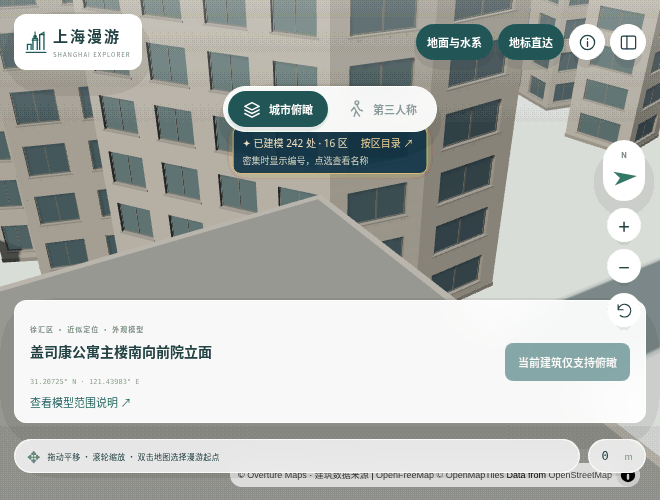 上海漫游
SHANGHAI EXPLORER
地面与水系
地标直达
城市俯瞰
第三人称
✦ 已建模 242 处 · 16 区 按区目录 ↗
密集时显示编号，点选查看名称
N
+
−
徐汇区 · 近似定位 · 外观模型
盖司康公寓主楼南向前院立面
31.20725° N · 121.43983° E
查看模型范围说明 ↗
当前建筑仅支持俯瞰
拖动平移 · 滚轮缩放 · 双击地图选择漫游起点
0 m
© Overture Maps · 建筑数据来源 | OpenFreeMap © OpenMapTiles Data from OpenStreetMap